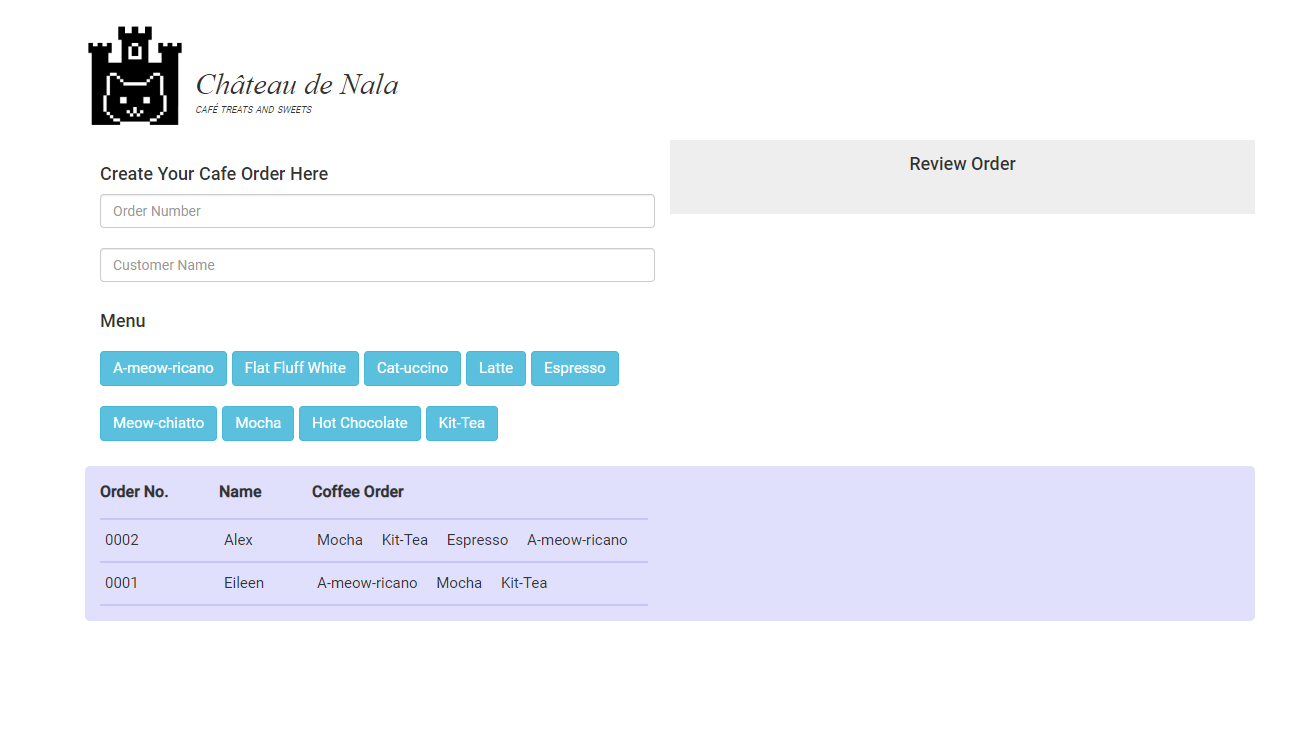 Château de Nala
CAFÉ TREATS AND SWEETS
Create Your Cafe Order Here
Order Number
Customer Name
Review Order
Menu
A-meow-ricano Flat Fluff White Cat-uccino Latte Espresso
Meow-chiatto Mocha Hot Chocolate Kit-Tea
Order No. Name Coffee Order
0002 Alex Mocha Kit-Tea Espresso A-meow-ricano
0001 Eileen A-meow-ricano Mocha Kit-Tea